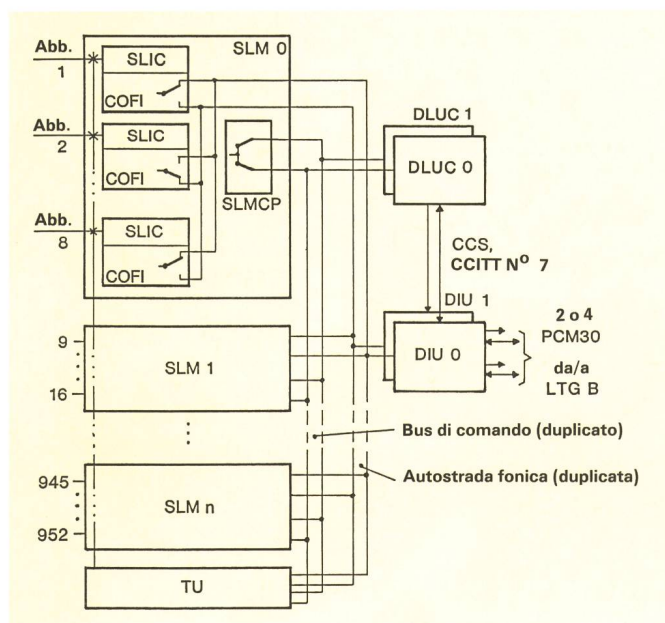 Abb.
1
SLIC
COFI
SLM 0
Abb.
2
SLIC
COFI
SLMCP
Abb.
8
SLIC
COFI
DLUC 1
DLUC 0
CCS,
CCITT Nº 7
DIU 1
DIU 0
2 o 4
PCM30
da/a
LTG B
9
16
SLM 1
Bus di comando (duplicato)
Autostrada fonica (duplicata)
945
952
SLM n
TU